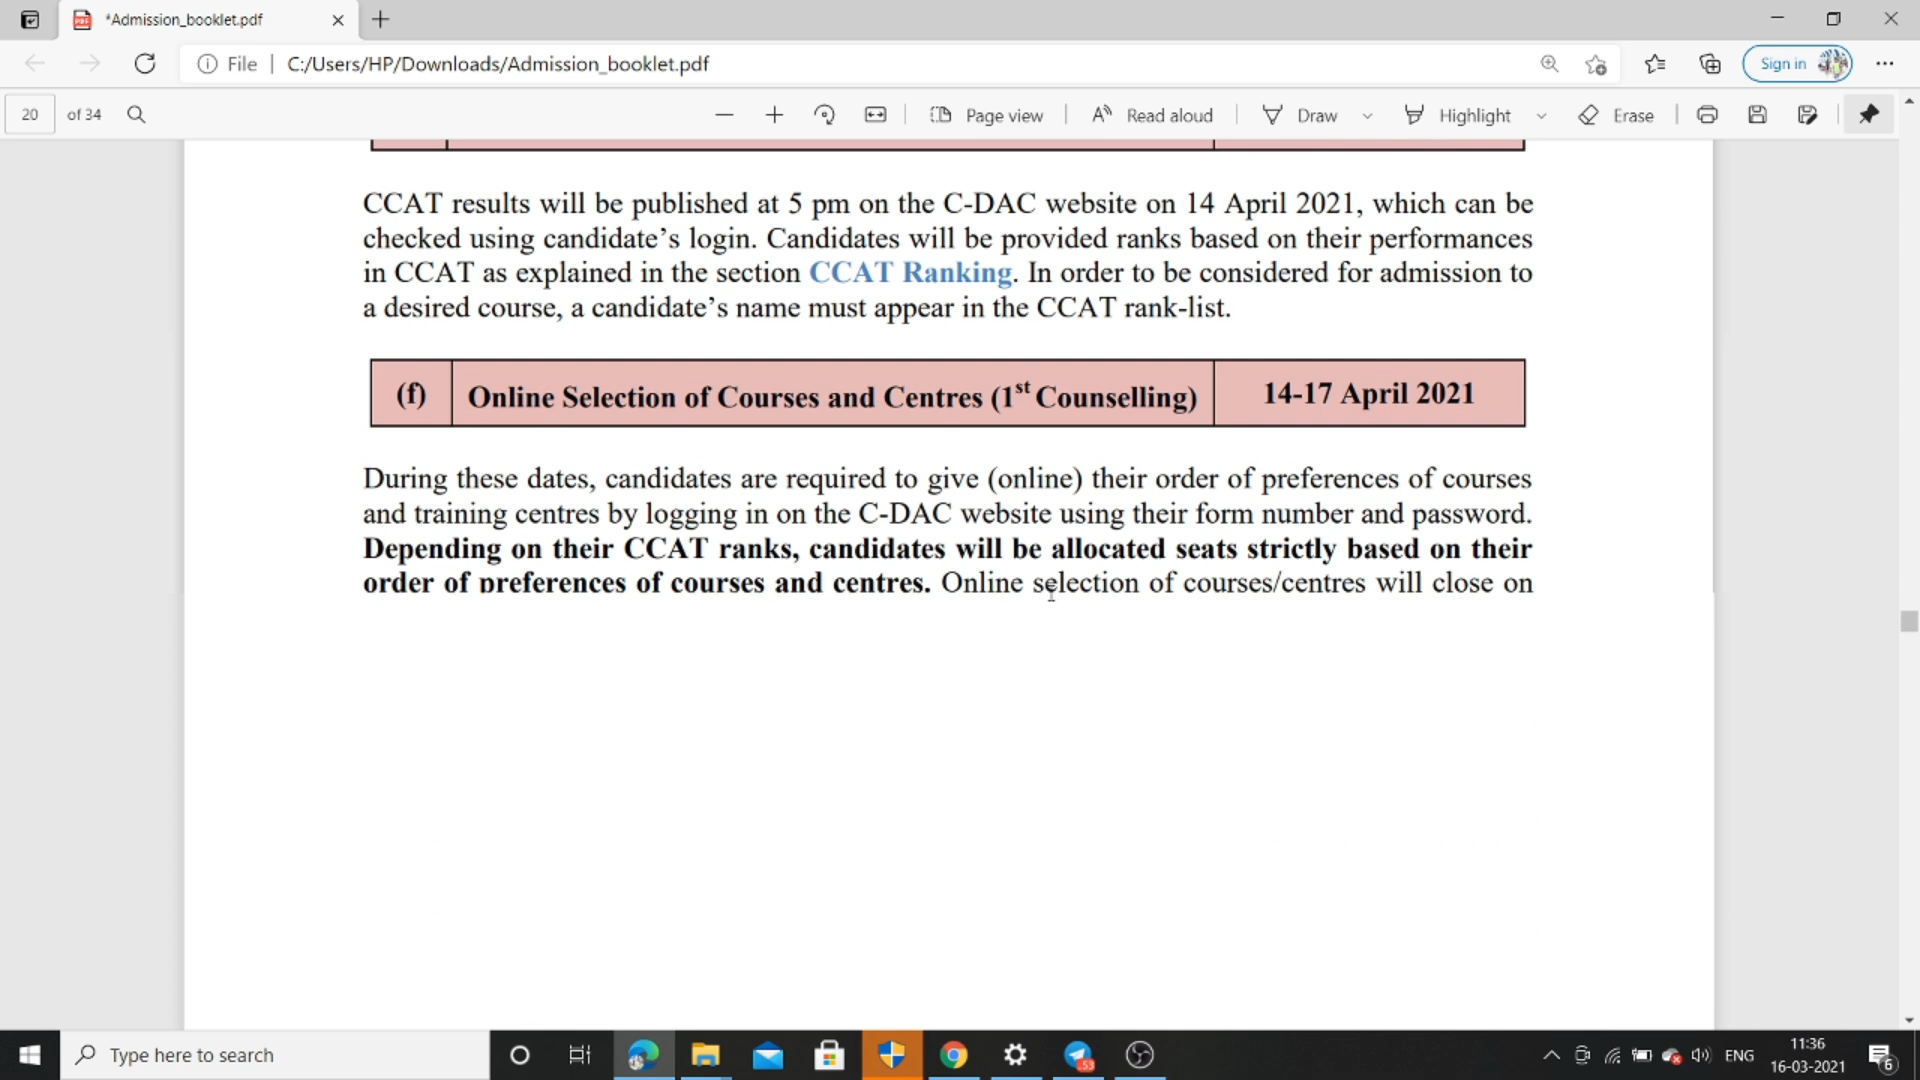 *Admission_booklet.pdf
File | C:/Users/HP/Downloads/Admission_booklet.pdf
Sign in
20 of 34
Page view
Read aloud
Draw
Highlight
Erase
CCAT results will be published at 5 pm on the C-DAC website on 14 April 2021, which can be
checked using candidate’s login. Candidates will be provided ranks based on their performances
in CCAT as explained in the section CCAT Ranking. In order to be considered for admission to
a desired course, a candidate’s name must appear in the CCAT rank-list.
(f) Online Selection of Courses and Centres (1st Counselling) 14-17 April 2021
During these dates, candidates are required to give (online) their order of preferences of courses
and training centres by logging in on the C-DAC website using their form number and password.
Depending on their CCAT ranks, candidates will be allocated seats strictly based on their
order of preferences of courses and centres. Online selection of courses/centres will close on
Type here to search
53
ENG
11:36
16-03-2021
6